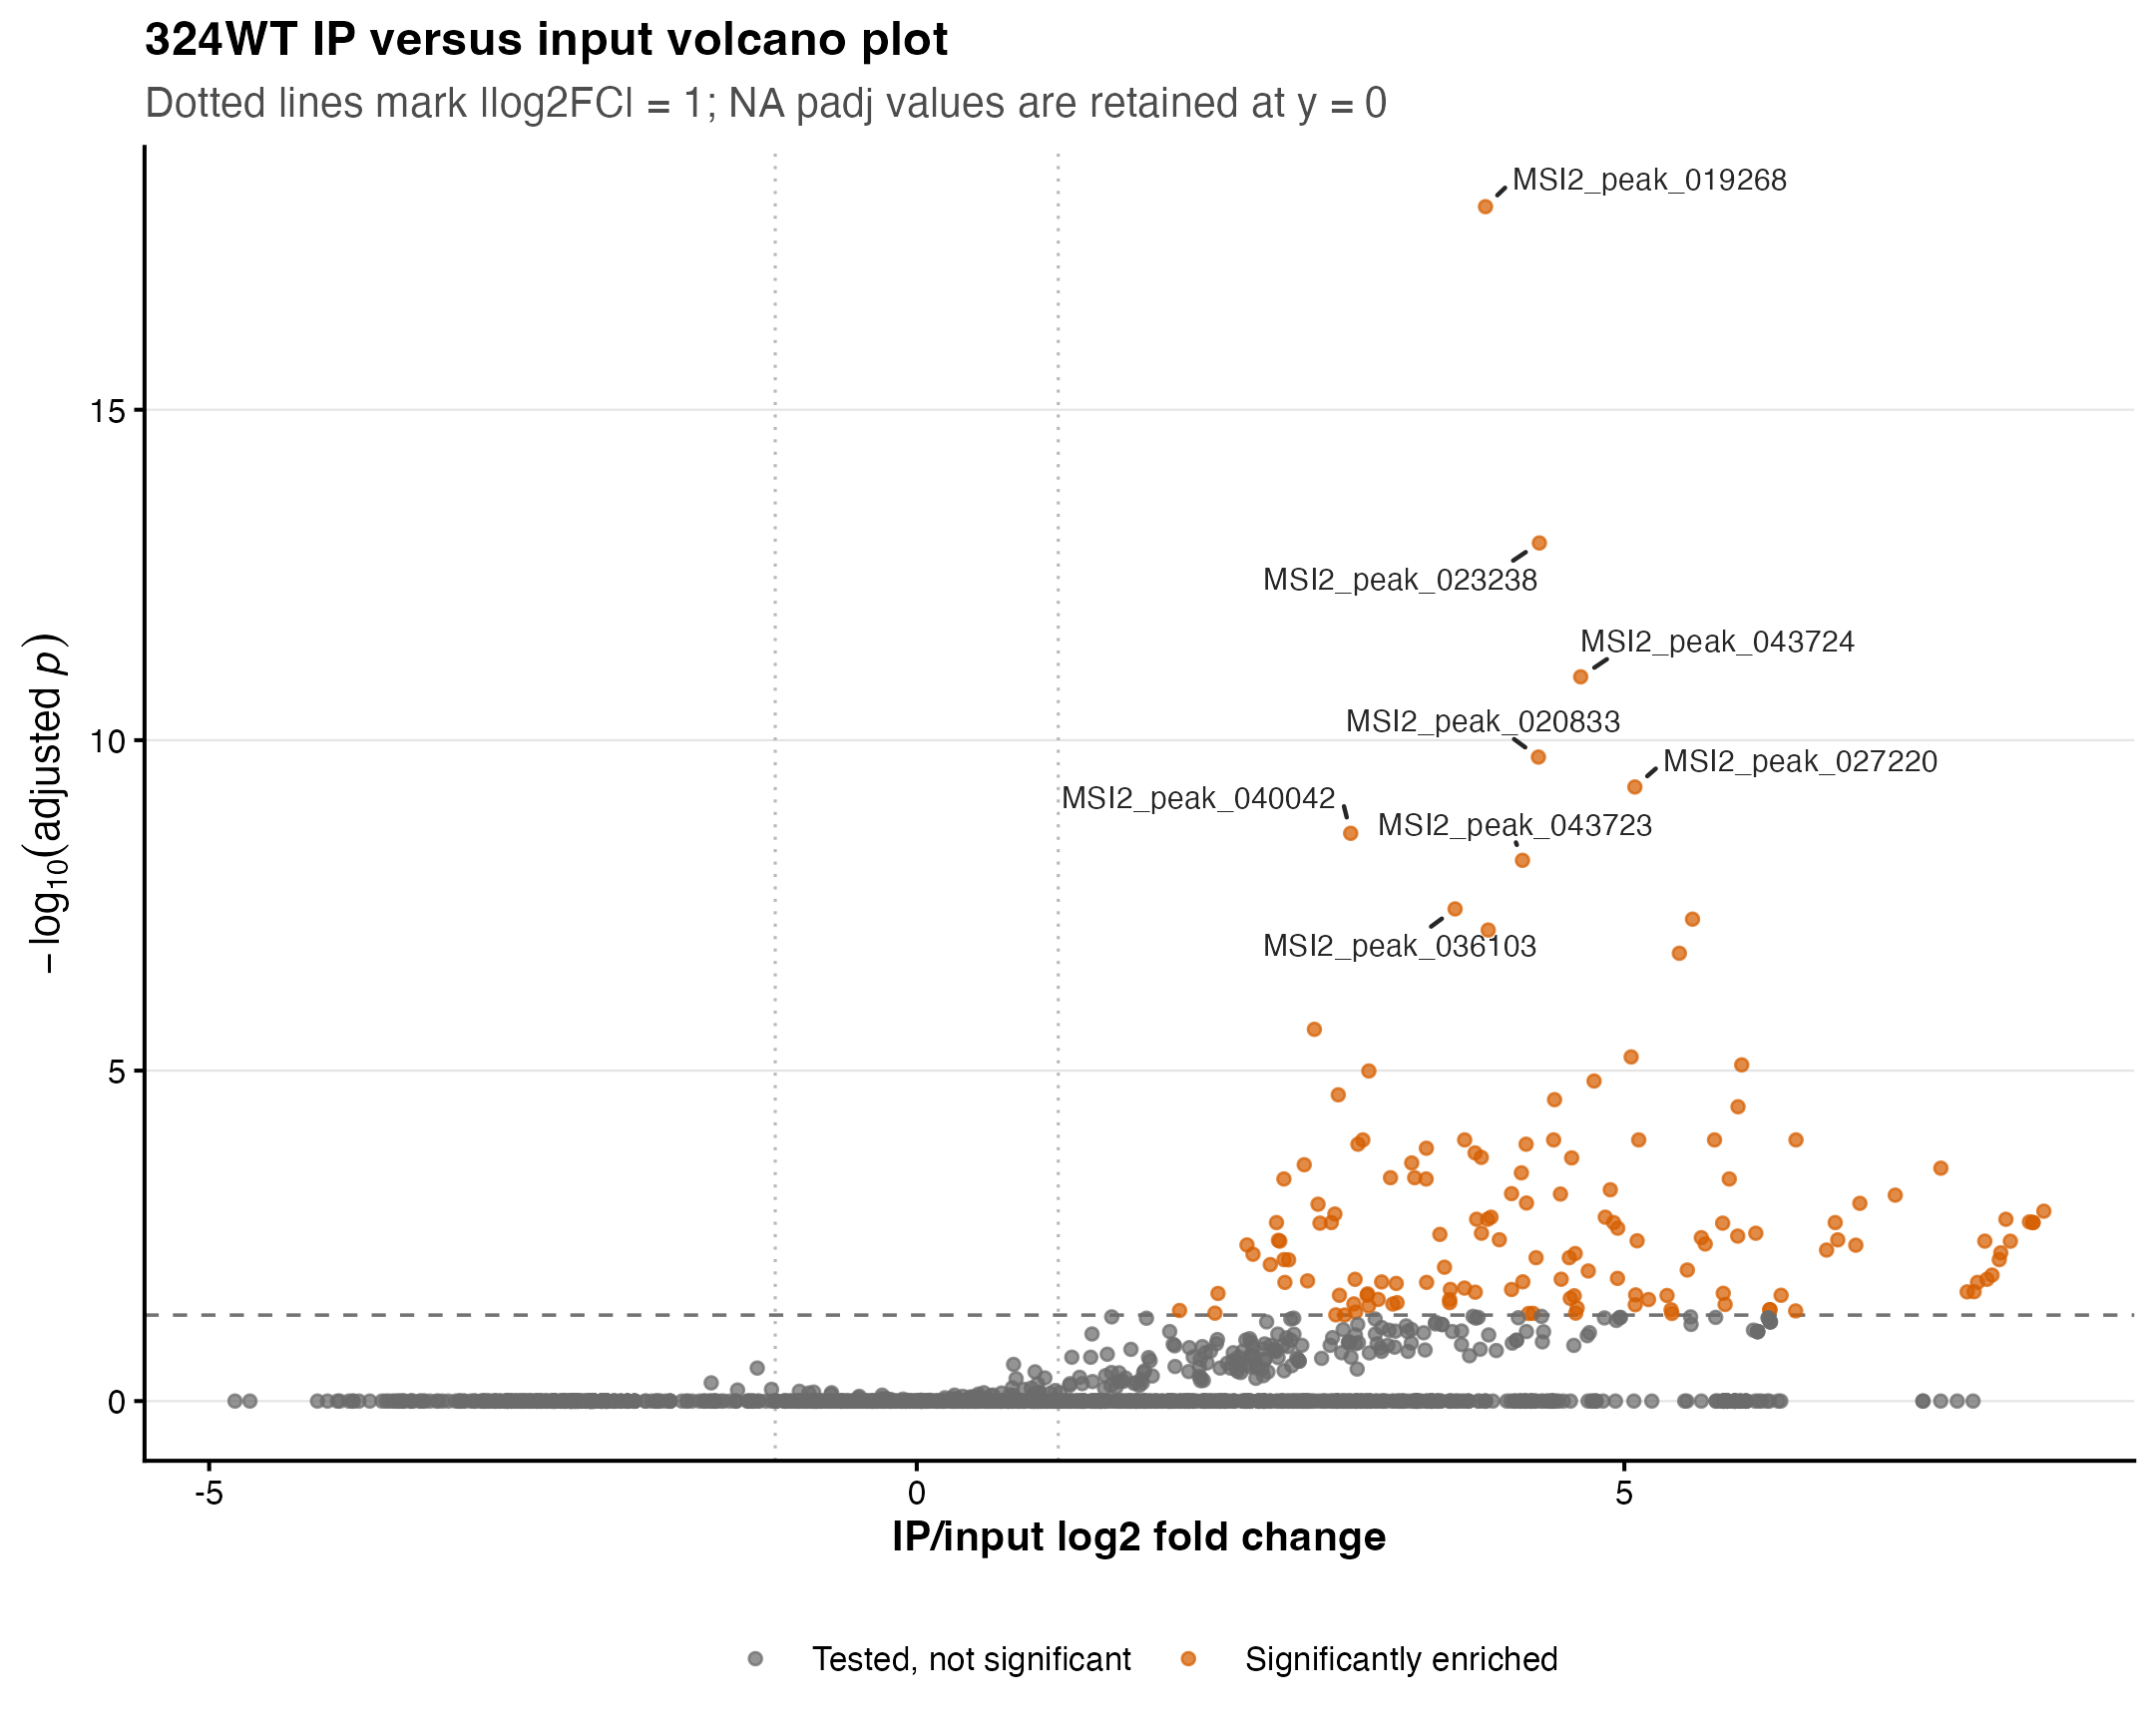 324WT IP versus input volcano plot
Dotted lines mark |log2FC| = 1; NA padj values are retained at y = 0
MSI2_peak_019268
15
MSI2_peak_023238
MSI2_peak_043724
MSI2_peak_020833
10
MSI2_peak_027220
MSI2_peak_040042
MSI2_peak_043723
−log10(adjusted p)
MSI2_peak_036103
5
0
-5 0 5
IP/input log2 fold change
Tested, not significant Significantly enriched